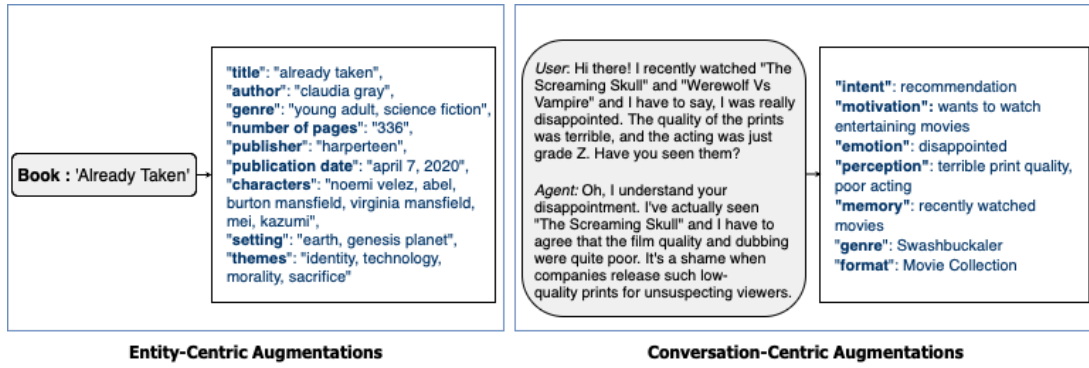 Book : 'Already Taken'
"title": "already taken",
"author": "claudia gray",
"genre": "young adult, science fiction",
"number of pages": "336",
"publisher": "harperteen",
"publication date": "april 7, 2020"
"characters": "noemi velez, abel,
burton mansfield, virginia mansfield,
mei, kazumi",
"setting": "earth, genesis planet",
"themes": "identity, technology,
morality, sacrifice"
Entity-Centric Augmentations
User: Hi there! I recently watched "The
Screaming Skull" and "Werewolf Vs
Vampire" and I have to say, I was really
disappointed. The quality of the prints
was terrible, and the acting was just
grade Z. Have you seen them?
Agent: Oh, I understand your
disappointment. I've actually seen
"The Screaming Skull" and I have to
agree that the film quality and dubbing
were quite poor. It's a shame when
companies release such low-
quality prints for unsuspecting viewers.
"intent": recommendation
"motivation": wants to watch
entertaining movies
"emotion": disappointed
"perception": terrible print quality,
poor acting
"memory": recently watched
movies
"genre": Swashbuckaler
"format": Movie Collection
Conversation-Centric Augmentations